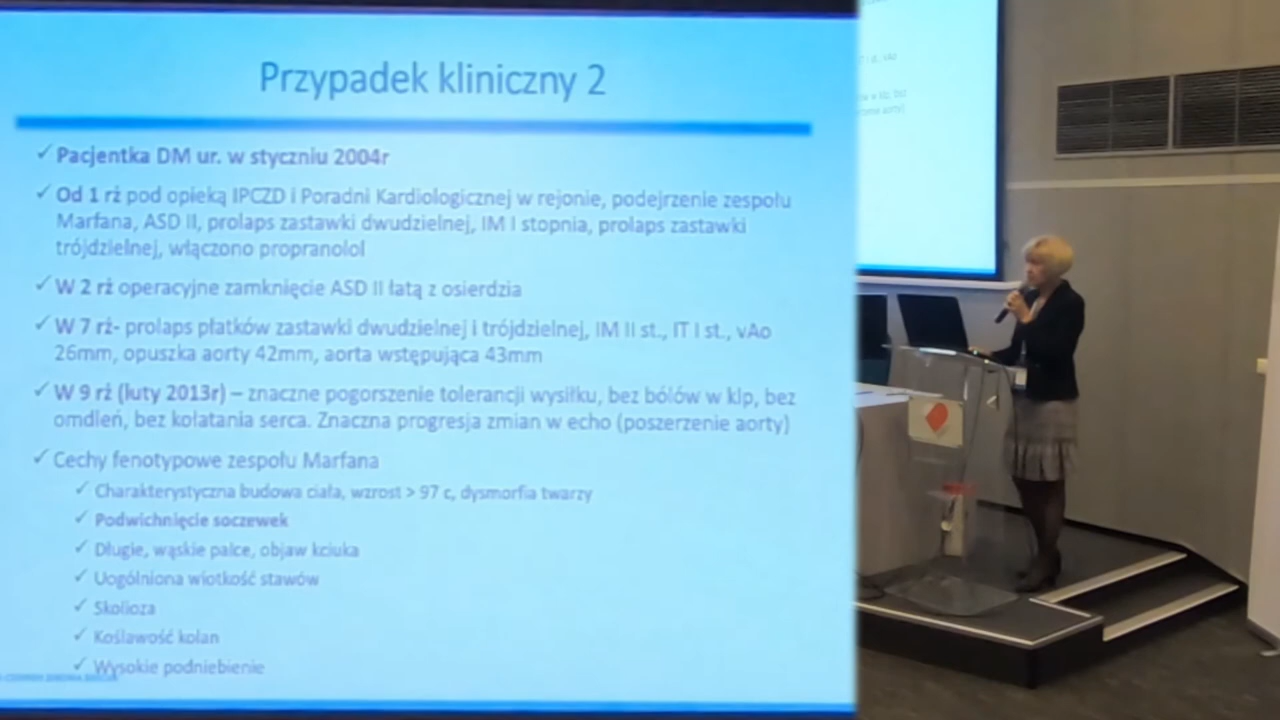 Przypadek kliniczny 2
✓ Pacjentka DM ur. w styczniu 2004r
✓ Od 1 rż pod opieką IPCZD i Poradni Kardiologicznej w rejonie, podejrzenie zespołu
Marfana, ASD II, prolaps zastawki dwudzielnej, IM I stopnia, prolaps zastawki
trójdzielnej, włączono propranolol
✓ W 2 rż operacyjne zamknięcie ASD II łatą z osierdzia
✓ W 7 rż- prolaps płatków zastawki dwudzielnej i trójdzielnej, IM II st., IT I st., vAo
26mm, opuszka aorty 42mm, aorta wstępująca 43mm
✓ W 9 rż (luty 2013r) – znaczne pogorszenie tolerancji wysiłku, bez bólów w klp, bez
omdleń, bez kołatania serca. Znaczna progresja zmian w echo (poszerzenie aorty)
✓ Cechy fenotypowe zespołu Marfana
✓ Charakterystyczna budowa ciała, wzrost > 97 c, dysmorfia twarzy
✓ Podwichnięcie soczewek
✓ Długie, wąskie palce, objaw kciuka
✓ Uogólniona wiotkość stawów
✓ Skolioza
✓ Koślawość kolan
✓ Wysokie podniebienie